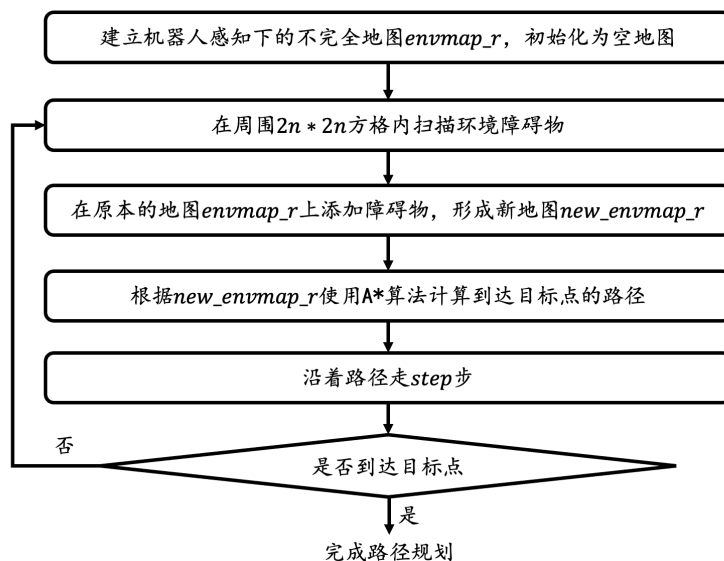 建立机器人感知下的不完全地图envmap_r，初始化为空地图
在周围2n * 2n方格内扫描环境障碍物
在原本的地图envmap_r上添加障碍物，形成新地图new_envmap_r
根据new_envmap_r使用A*算法计算到达目标点的路径
沿着路径走step步
否
是否到达目标点
是
完成路径规划